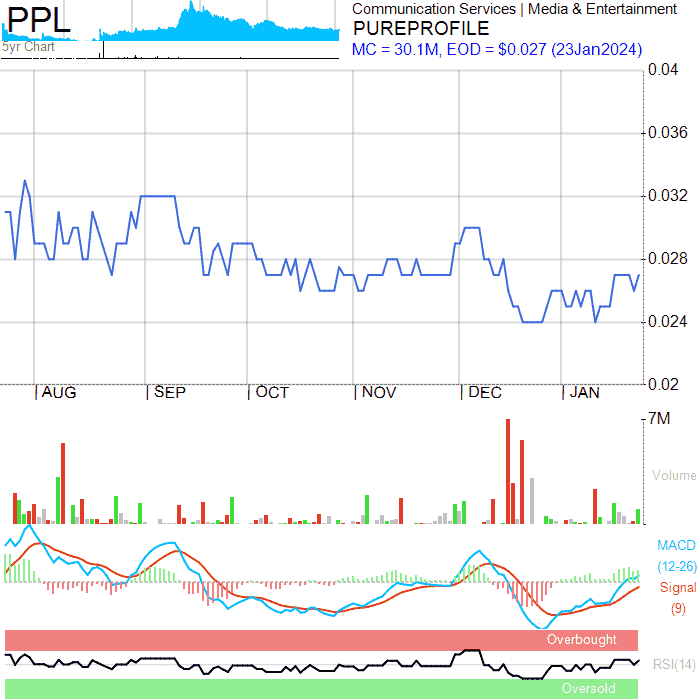 PPL
5yr Chart
Communication Services | Media & Entertainment
PUREPROFILE
MC = 30.1M, EOD = $0.027 (23Jan2024)
0.04
0.036
0.032
0.028
0.024
0.02
AUG
SEP
OCT
NOV
DEC
JAN
7M
Volume
MACD
(12-26)
Signal
(9)
Overbought
RSI(14)
Oversold